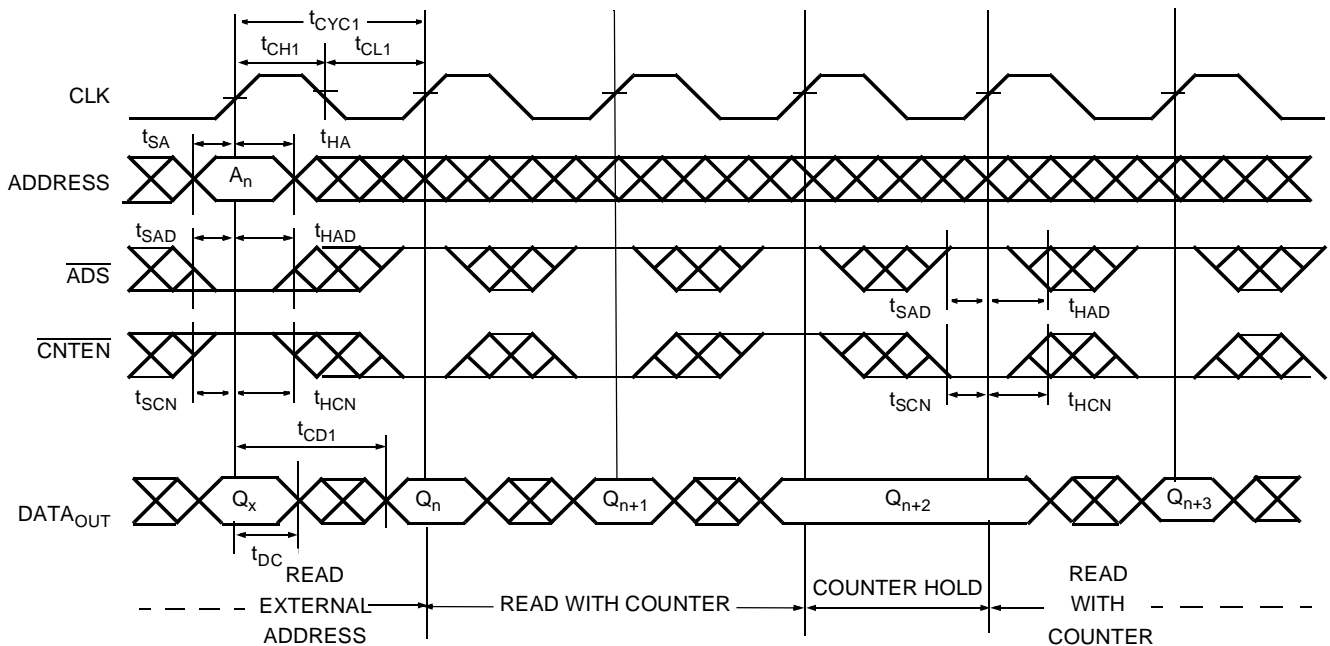 tCYC1
tCH1 tCL1
CLK
tSA tHA
ADDRESS An
tSAD tHAD
ADS
tSAD tHAD
CNTEN
tSCN tHCN tSCN tHCN
tCD1
DATAOUT Qx Qn Qn+1 Qn+2 Qn+3
tDC
READ
EXTERNAL
ADDRESS
READ WITH COUNTER
COUNTER HOLD
READ
WITH
COUNTER